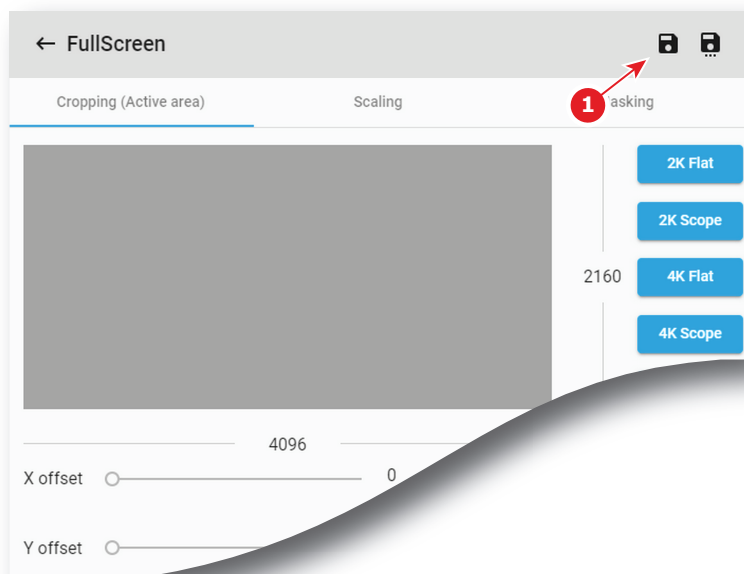 FullScreen
Cropping (Active area)
Scaling
1
asking
2K Flat
2K Scope
2160
4K Flat
4K Scope
4096
X offset
0
Y offset